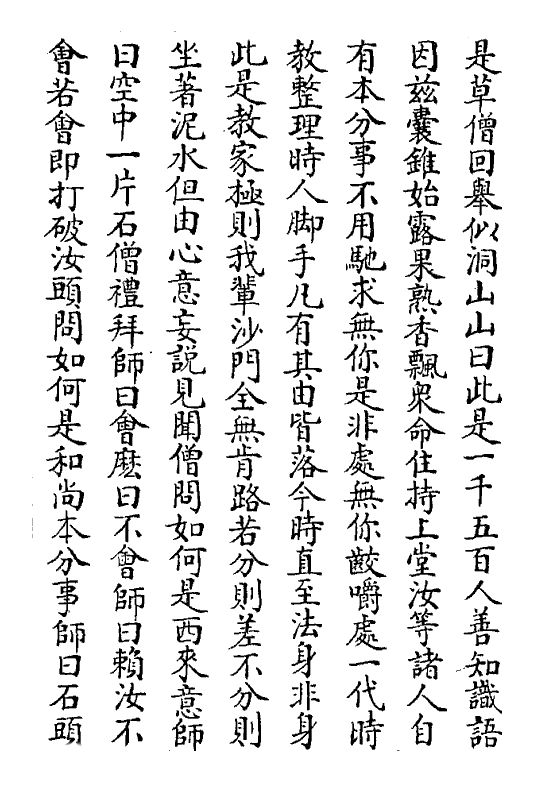 是草僧回舉似洞山山曰此是一千五百人善知識語
因茲囊錐始露果熟香飄衆命住持上堂汝等諸人自
有本分事不用馳求無你是非處無你齩嚼處一代時
教整理時人脚手凡有其由皆落今時直至法身非身
此是教家極則我輩沙門全無肯路若分則差不分則
坐著泥水但由心意妄説見聞僧問如何是西來意師
曰空中一片石僧禮拜師曰會麽曰不會師曰賴汝不
會若會即打破汝頭問如何是和尚本分事師曰石頭